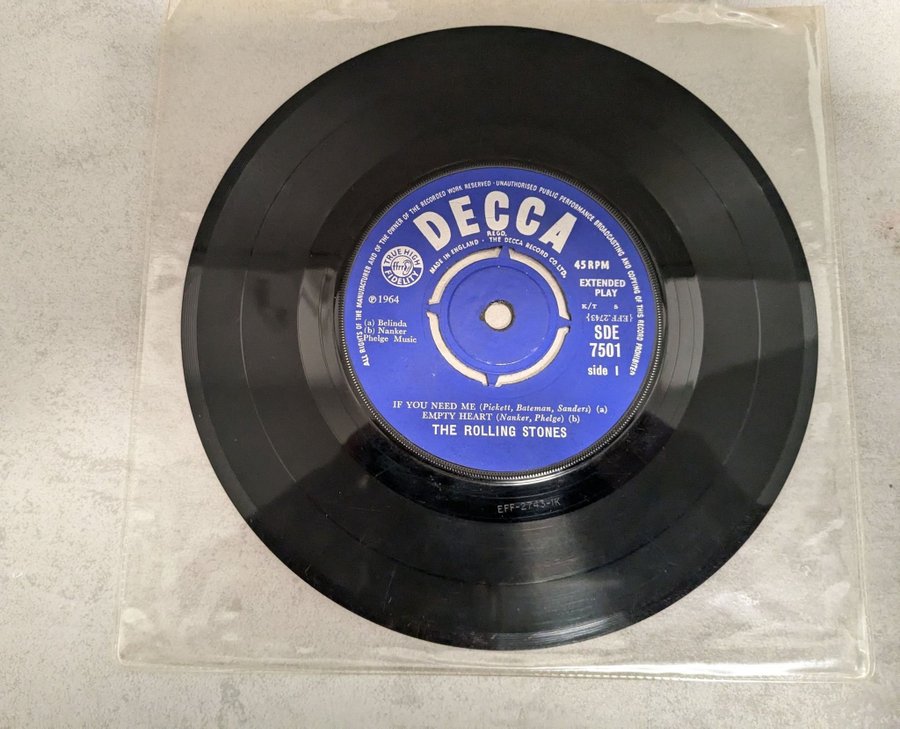 ALL RIGHTS OF THE MANUFACTURER AND OF THE OWNER OF THE RECORDED WORK RESERVED · UNAUTHORISED PUBLIC PERFORMANCE BROADCASTING AND COPYING OF THIS RECORD PROHIBITED
DECCA
REGD.
MADE IN ENGLAND · THE DECCA RECORD CO LTD.
TRUE HIGH
ffrr
FIDELITY
℗ 1964
(a) Belinda
(b) Nanker
Phelge Music
45 RPM
EXTENDED
PLAY
K/T s
{EFF.2743}
SDE
7501
side 1
IF YOU NEED ME (Pickett, Bateman, Sanders) (a)
EMPTY HEART (Nanker, Phelge) (b)
THE ROLLING STONES
EFF-2743-1K